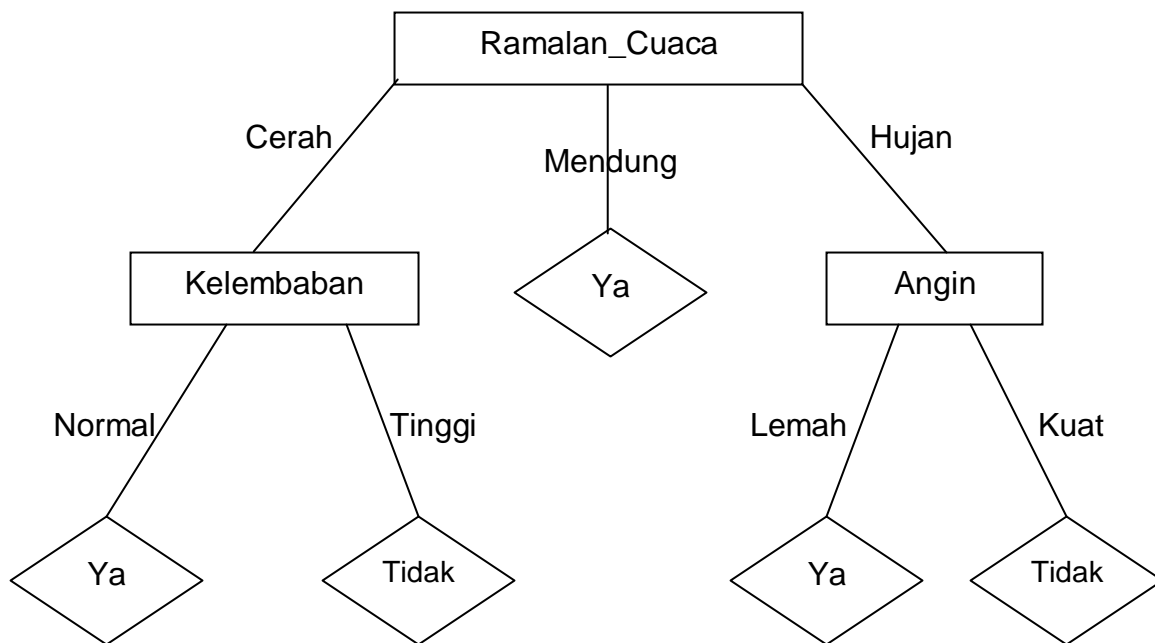 Ramalan_Cuaca
Cerah
Mendung
Hujan
Kelembaban
Ya
Angin
Normal
Tinggi
Lemah
Kuat
Ya
Tidak
Ya
Tidak